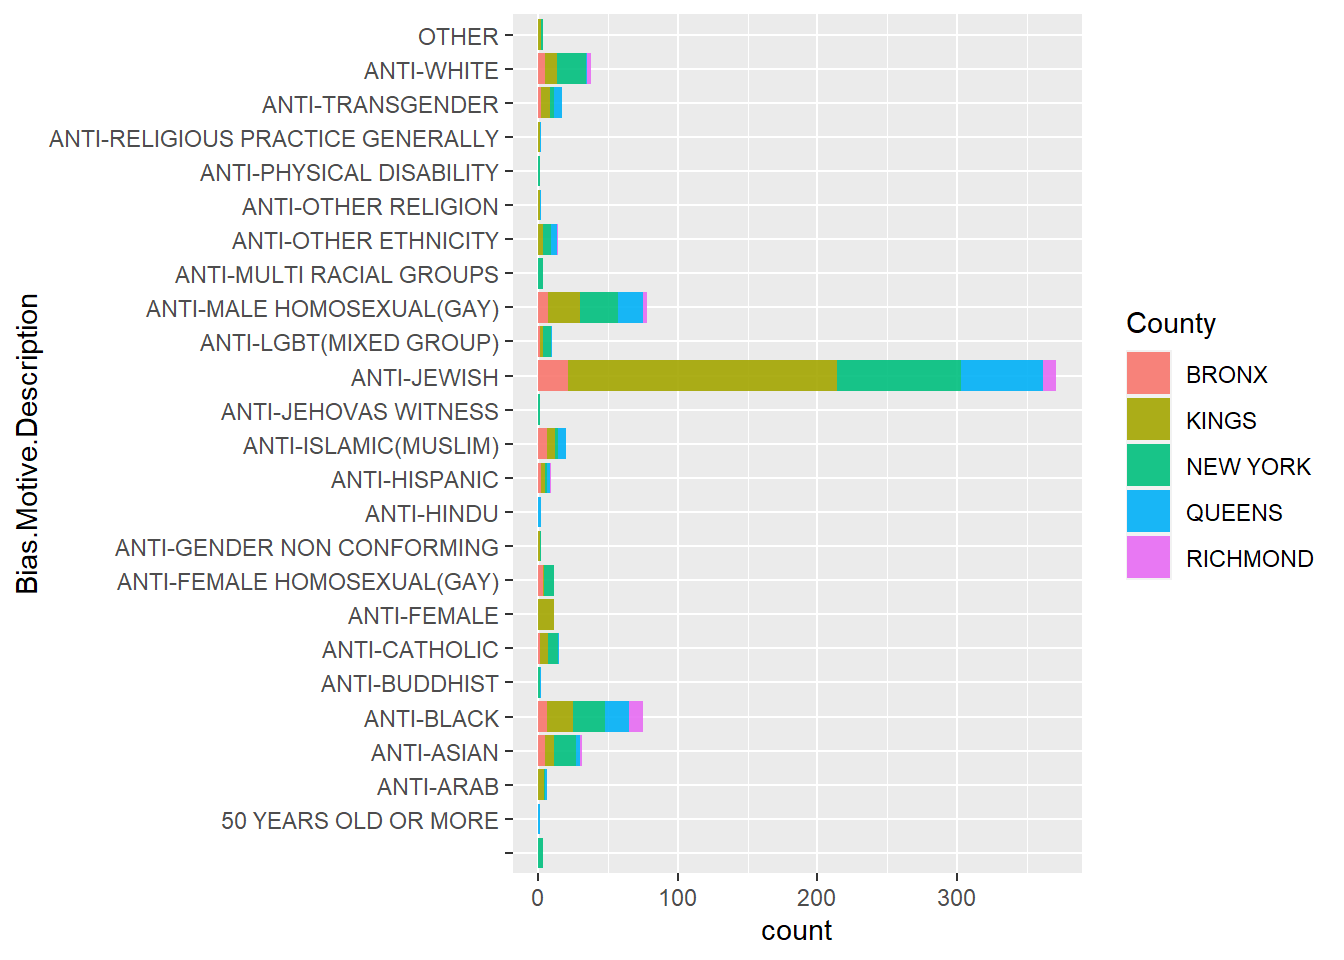 OTHER
ANTI-WHITE
ANTI-TRANSGENDER
ANTI-RELIGIOUS PRACTICE GENERALLY
ANTI-PHYSICAL DISABILITY
ANTI-OTHER RELIGION
ANTI-OTHER ETHNICITY
ANTI-MULTI RACIAL GROUPS
ANTI-MALE HOMOSEXUAL(GAY)
ANTI-LGBT(MIXED GROUP)
ANTI-JEWISH
ANTI-JEHOVAS WITNESS
ANTI-ISLAMIC(MUSLIM)
ANTI-HISPANIC
ANTI-HINDU
ANTI-GENDER NON CONFORMING
ANTI-FEMALE HOMOSEXUAL(GAY)
ANTI-FEMALE
ANTI-CATHOLIC
ANTI-BUDDHIST
ANTI-BLACK
ANTI-ASIAN
ANTI-ARAB
50 YEARS OLD OR MORE
Bias.Motive.Description
0 100 200 300
count
County
BRONX
KINGS
NEW YORK
QUEENS
RICHMOND